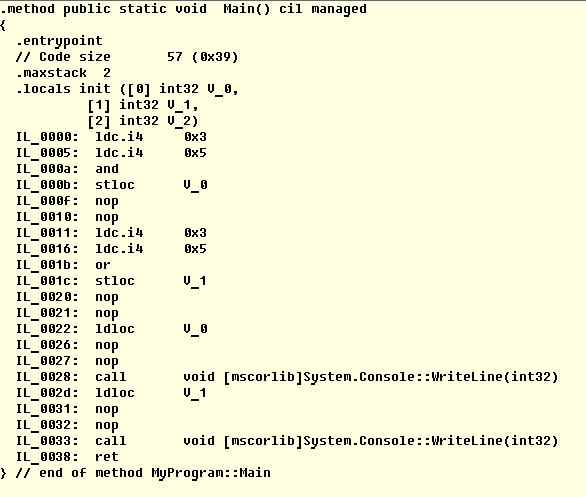 .method public static void  Main() cil managed
{
  .entrypoint
  // Code size       57 (0x39)
  .maxstack  2
  .locals init ([0] int32 V_0,
           [1] int32 V_1,
           [2] int32 V_2)
  IL_0000:  ldc.i4     0x3
  IL_0005:  ldc.i4     0x5
  IL_000a:  and
  IL_000b:  stloc      V_0
  IL_000f:  nop
  IL_0010:  nop
  IL_0011:  ldc.i4     0x3
  IL_0016:  ldc.i4     0x5
  IL_001b:  or
  IL_001c:  stloc      V_1
  IL_0020:  nop
  IL_0021:  nop
  IL_0022:  ldloc      V_0
  IL_0026:  nop
  IL_0027:  nop
  IL_0028:  call       void [mscorlib]System.Console::WriteLine(int32)
  IL_002d:  ldloc      V_1
  IL_0031:  nop
  IL_0032:  nop
  IL_0033:  call       void [mscorlib]System.Console::WriteLine(int32)
  IL_0038:  ret
} // end of method MyProgram::Main